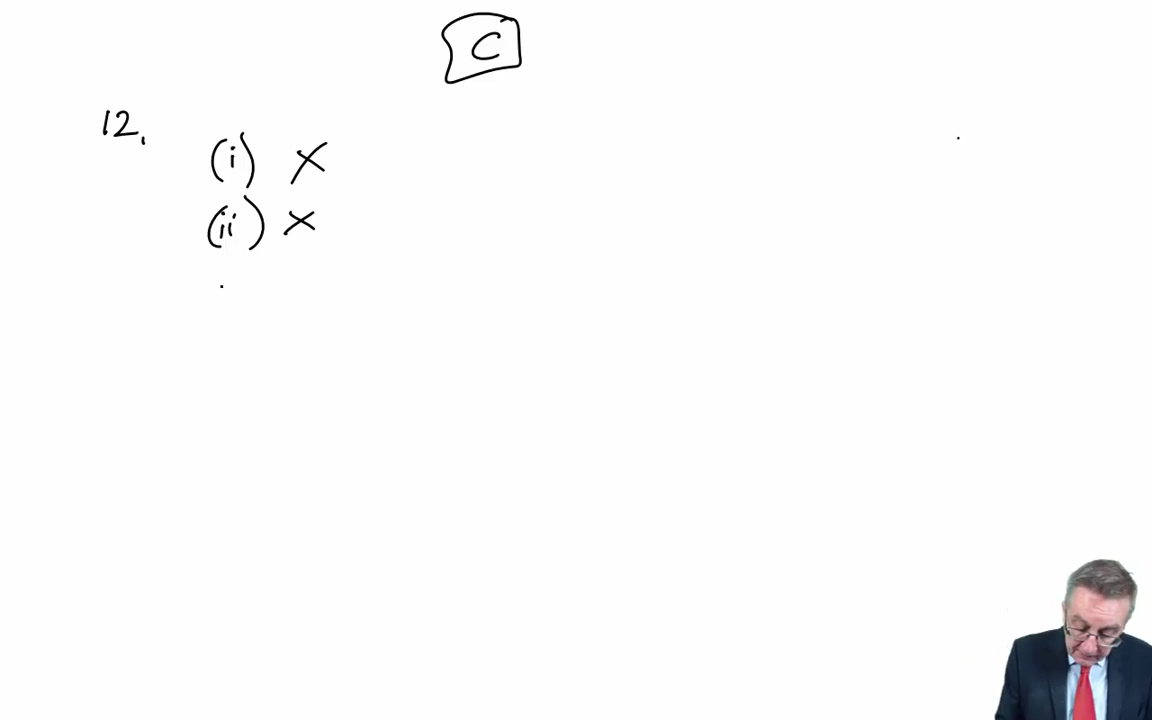 C
12.
(i) X
(ii) X